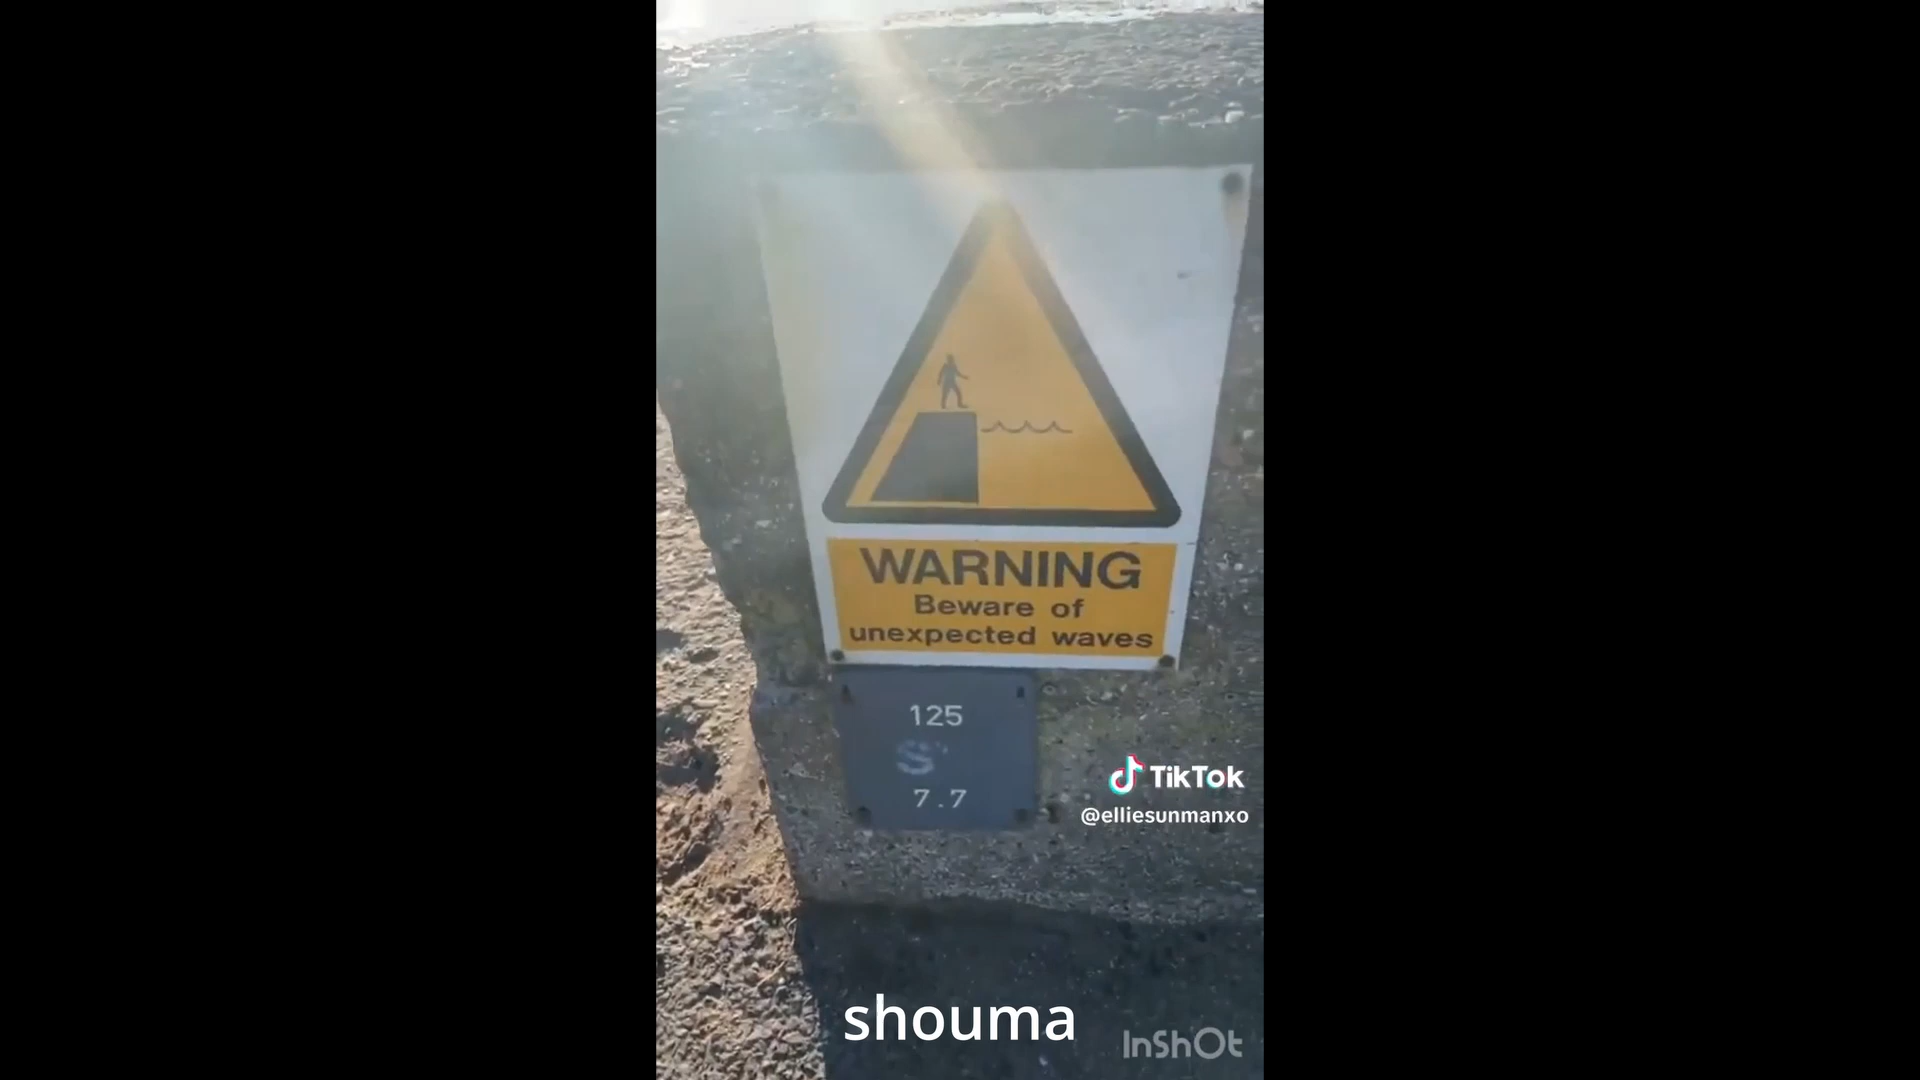 WARNING
Beware of
unexpected waves
125
S
7.7
TikTok
@elliesunmanxo
shouma
InShOt